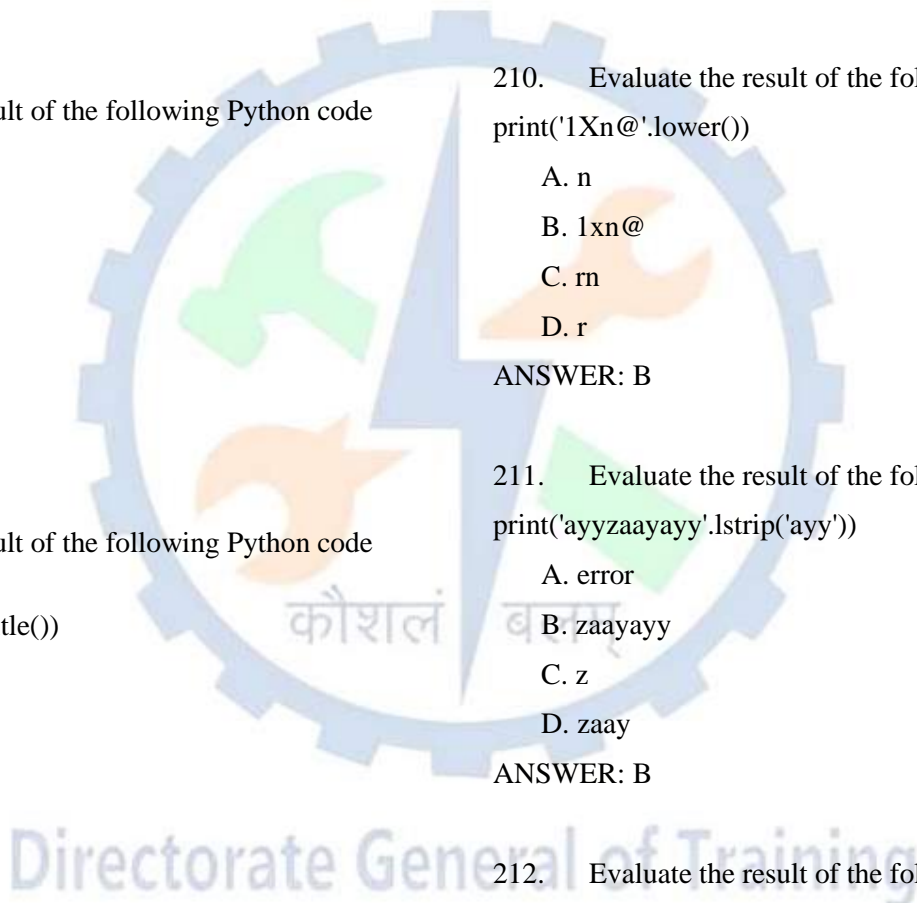 ult of the following Python code
ult of the following Python code
tle())
210. Evaluate the result of the fol
print('1Xn@'.lower())
A. n
B. 1xn@
C. rn
D. r
ANSWER: B
211. Evaluate the result of the fol
print('ayyzaayayy'.lstrip('ayy'))
A. error
B. zaayayy
C. z
D. zaay
ANSWER: B
212. Evaluate the result of the fol
कौशलं बलम्
Directorate General of Training